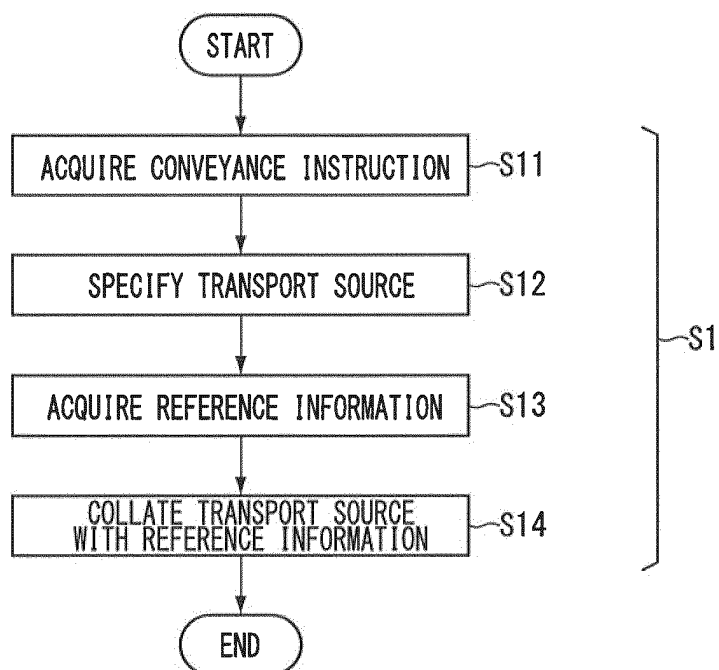 START
ACQUIRE CONVEYANCE INSTRUCTION
S11
SPECIFY TRANSPORT SOURCE
S12
S1
ACQUIRE REFERENCE INFORMATION
S13
COLLATE TRANSPORT SOURCE
WITH REFERENCE INFORMATION
S14
END